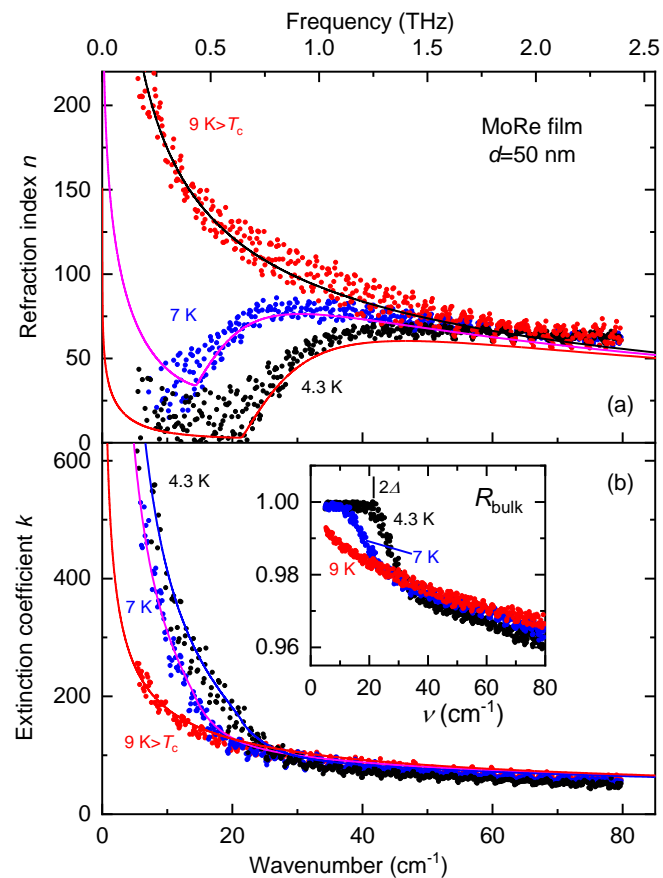 Frequency (THz)
0.0 0.5 1.0 1.5 2.0 2.5
200
150
100
50
0
Refraction index n
9 K>Tc
MoRe film
d=50 nm
7 K
4.3 K
(a)
600
400
200
0
Extinction coefficient k
4.3 K
7 K
9 K>Tc
(b)
2Δ
Rbulk
4.3 K
7 K
9 K
1.00
0.98
0.96
0 20 40 60 80
ν (cm⁻¹)
0 20 40 60 80
Wavenumber (cm⁻¹)